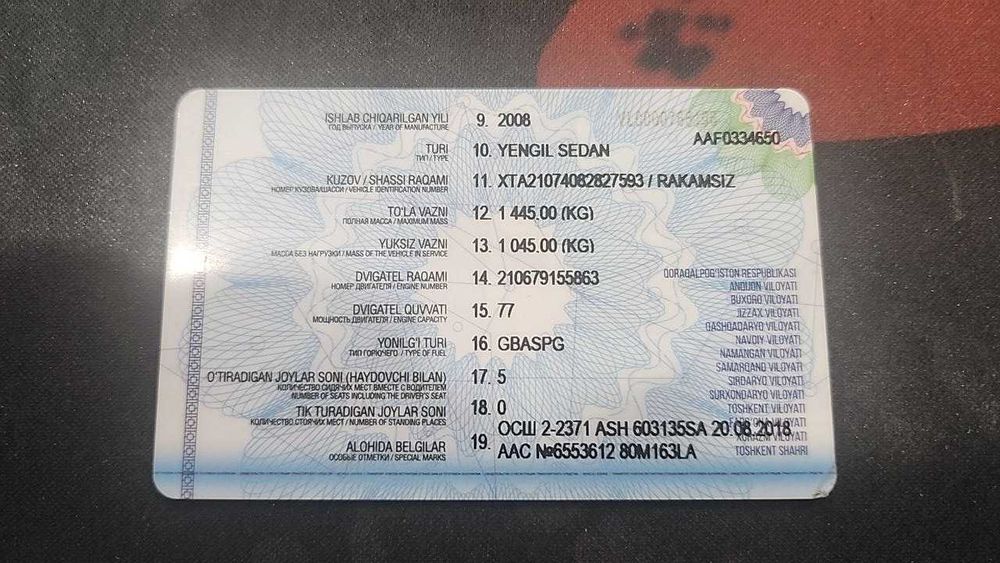 ISHLAB CHIQARILGAN YILI 9. 2008
ГОД ВЫПУСКА / YEAR OF MANUFACTURE
AAF0334650
TURI 10. YENGIL SEDAN
ТИП / TYPE
KUZOV / SHASSI RAQAMI 11. XTA21074082827593 / RAKAMSIZ
НОМЕР КУЗОВА/ШАССИ / VEHICLE IDENTIFICATION NUMBER
TO'LA VAZNI 12. 1 445.00 (KG)
ПОЛНАЯ МАССА / MAXIMUM MASS
YUKSIZ VAZNI 13. 1 045.00 (KG)
МАССА БЕЗ НАГРУЗКИ / MASS OF THE VEHICLE IN SERVICE
DVIGATEL RAQAMI 14. 210679155863
НОМЕР ДВИГАТЕЛЯ / ENGINE NUMBER
DVIGATEL QUVVATI 15. 77
МОЩНОСТЬ ДВИГАТЕЛЯ / ENGINE CAPACITY
YONILG'I TURI 16. GBASPG
ТИП ГОРЮЧЕГО / TYPE OF FUEL
O'TIRADIGAN JOYLAR SONI (HAYDOVCHI BILAN) 17. 5
КОЛИЧЕСТВО СИДЯЧИХ МЕСТ ВМЕСТЕ С ВОДИТЕЛЕМ
NUMBER OF SEATS INCLUDING THE DRIVER'S SEAT
TIK TURADIGAN JOYLAR SONI 18. 0
КОЛИЧЕСТВО СТОЯЧИХ МЕСТ / NUMBER OF STANDING PLACES
ALOHIDA BELGILAR 19. ОСШ 2-2371 ASH 603135SA 20.08.2018
ОСОБЫЕ ОТМЕТКИ / SPECIAL MARKS
AAC №6553612 80M163LA
QORAQALPOG'ISTON RESPUBLIKASI
ANDIJON VILOYATI
BUXORO VILOYATI
JIZZAX VILOYATI
QASHQADARYO VILOYATI
NAVOIY VILOYATI
NAMANGAN VILOYATI
SAMARQAND VILOYATI
SIRDARYO VILOYATI
SURXONDARYO VILOYATI
TOSHKENT VILOYATI
XORAZM VILOYATI
TOSHKENT SHAHRI